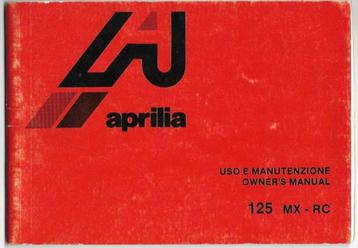 aprilia
USO E MANUTENZIONE
OWNER'S MANUAL
125 MX - RC